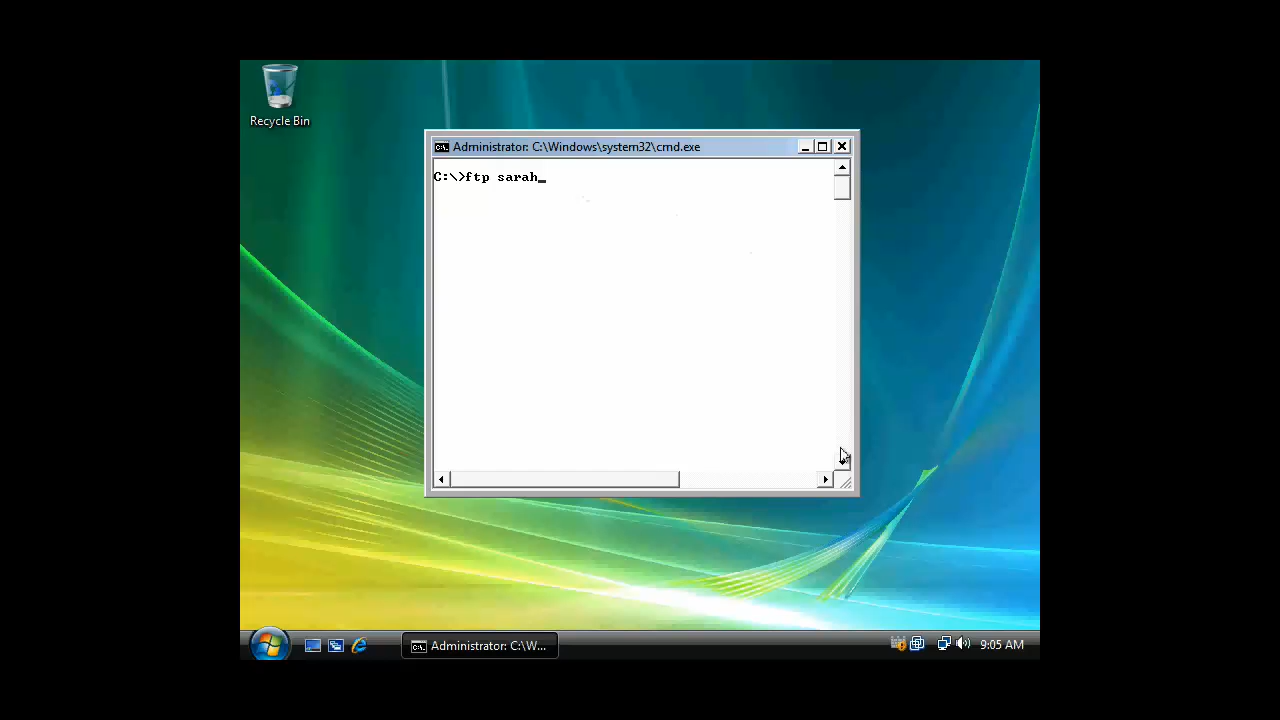 Recycle Bin
Administrator: C:\Windows\system32\cmd.exe
C:\>ftp sarah_
Administrator: C:\W...
9:05 AM